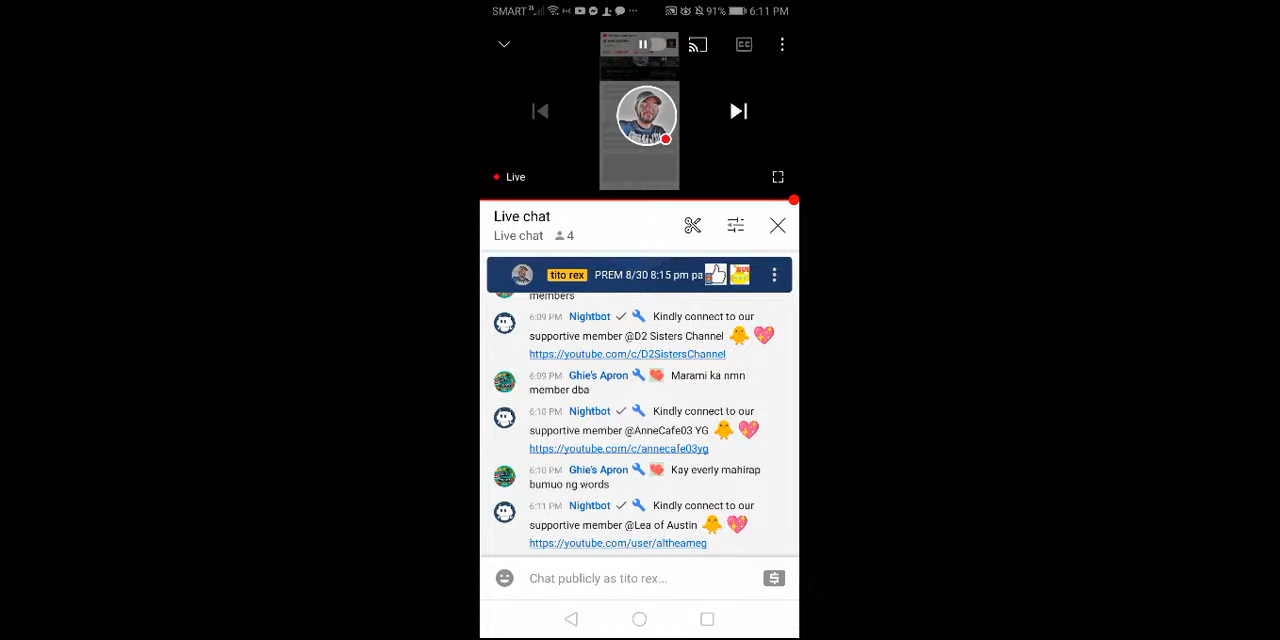 SMART 91% 6:11 PM
CC
Live
Live chat
Live chat 4
tito rex PREM 8/30 8:15 pm pa
members
6:09 PM Nightbot Kindly connect to our
supportive member @D2 Sisters Channel
https://youtube.com/c/D2SistersChannel
6:09 PM Ghie's Apron Marami ka nmn
member dba
6:10 PM Nightbot Kindly connect to our
supportive member @AnneCafe03 YG
https://youtube.com/c/annecafe03yg
6:10 PM Ghie's Apron Kay everly mahirap
bumuo ng words
6:11 PM Nightbot Kindly connect to our
supportive member @Lea of Austin
https://youtube.com/user/altheameg
Chat publicly as tito rex...